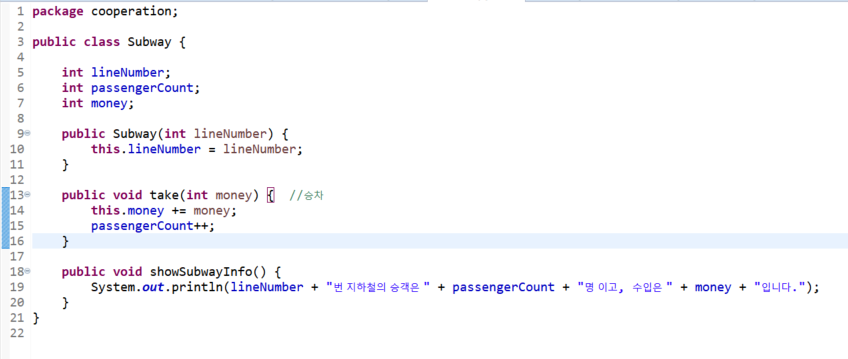 1 package cooperation;
2
3 public class Subway {
4
5     int lineNumber;
6     int passengerCount;
7     int money;
8
9     public Subway(int lineNumber) {
10         this.lineNumber = lineNumber;
11     }
12
13     public void take(int money) {  //승차
14         this.money += money;
15         passengerCount++;
16     }
17
18     public void showSubwayInfo() {
19         System.out.println(lineNumber + "번 지하철의 승객은 " + passengerCount + "명 이고, 수입은 " + money + "입니다.");
20     }
21 }
22